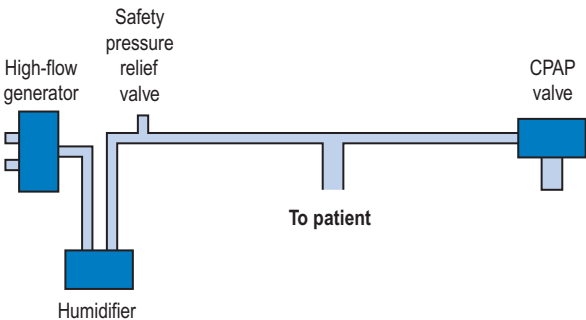 Safety
pressure
relief
valve
High-flow
generator
CPAP
valve
To patient
Humidifier